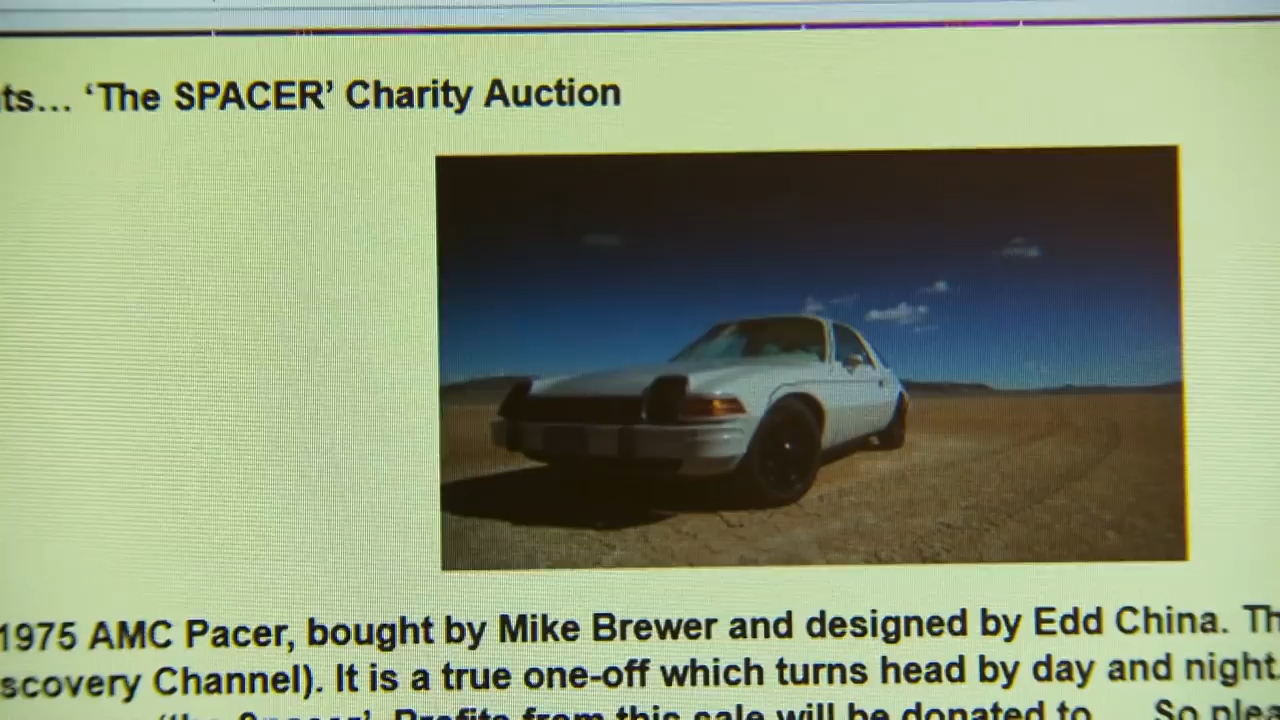 ts… ‘The SPACER’ Charity Auction
1975 AMC Pacer, bought by Mike Brewer and designed by Edd China. Th
scovery Channel). It is a true one-off which turns head by day and night.
Profits from this sale will be donated to So plea